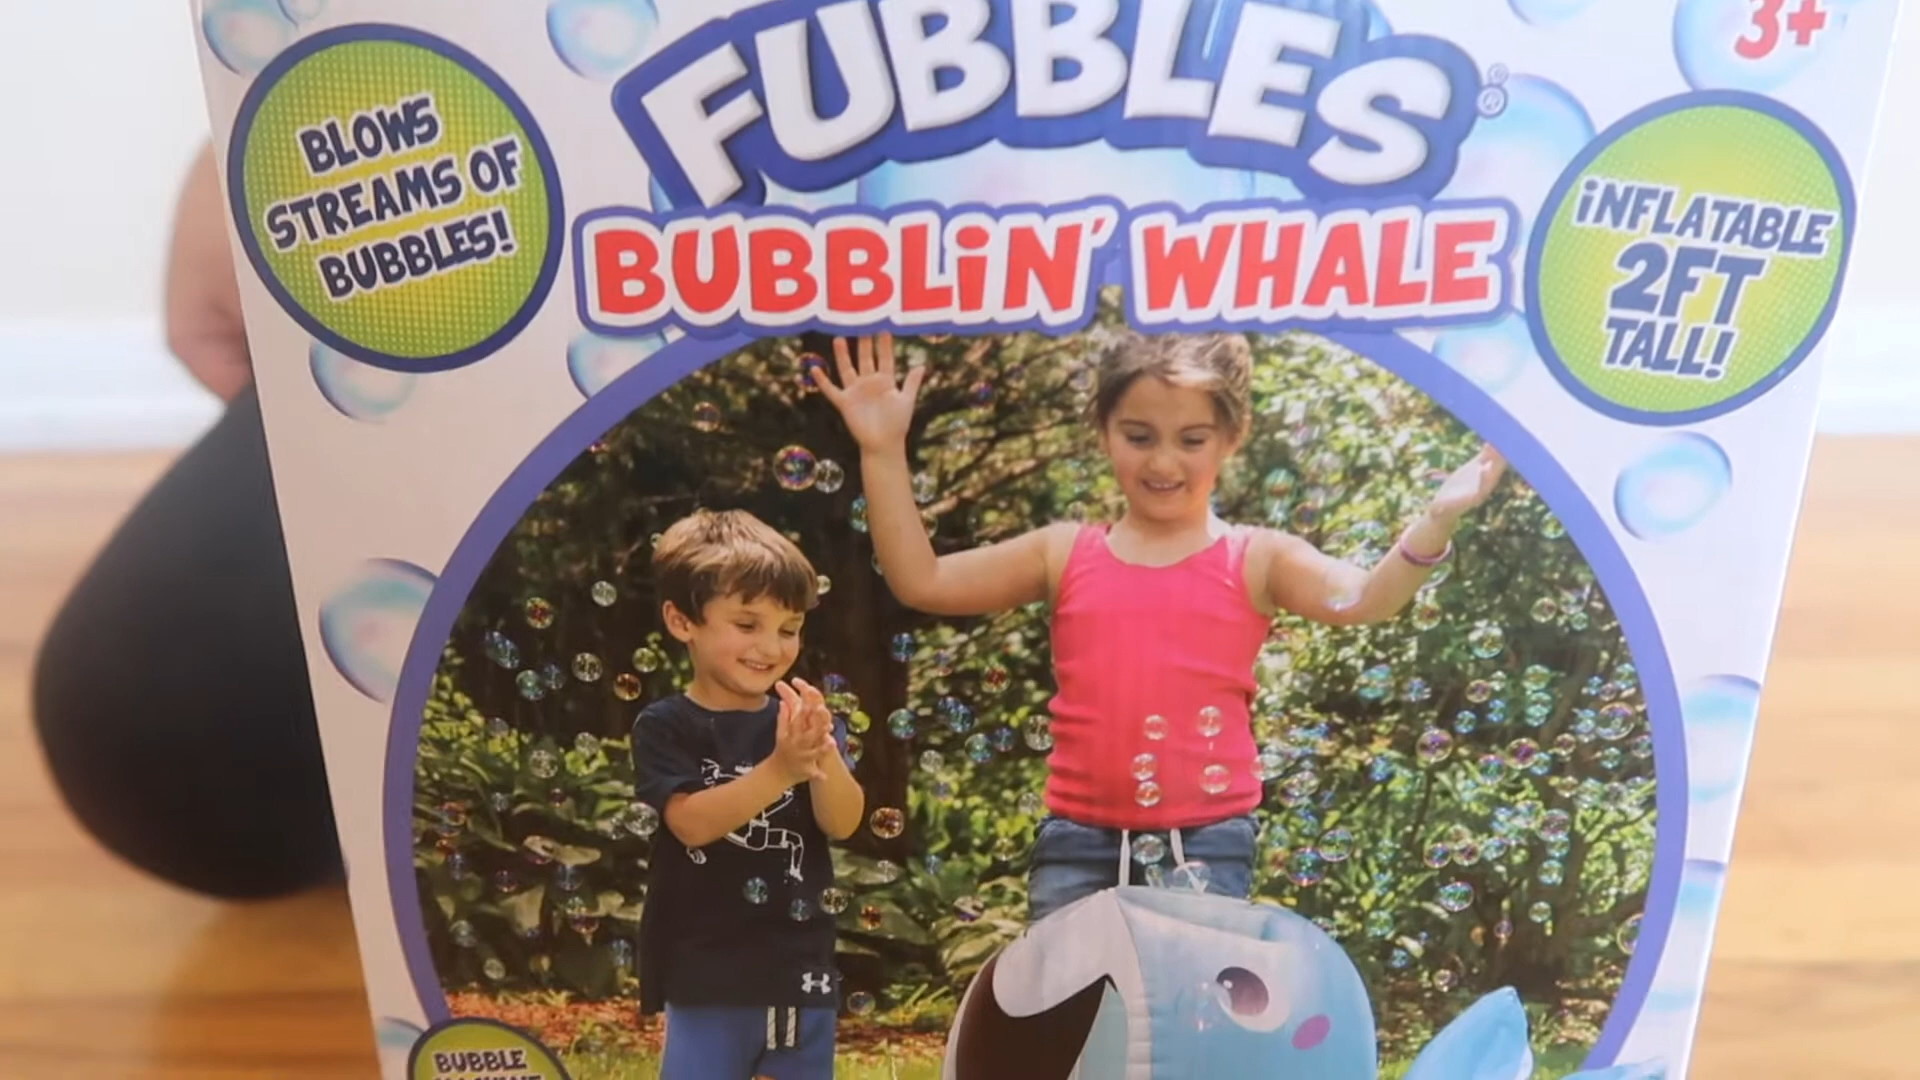 3+
FUBBLES®
BUBBLiN' WHALE
BLOWS
STREAMS OF
BUBBLES!
iNFLATABLE
2FT
TALL!
BUBBLE